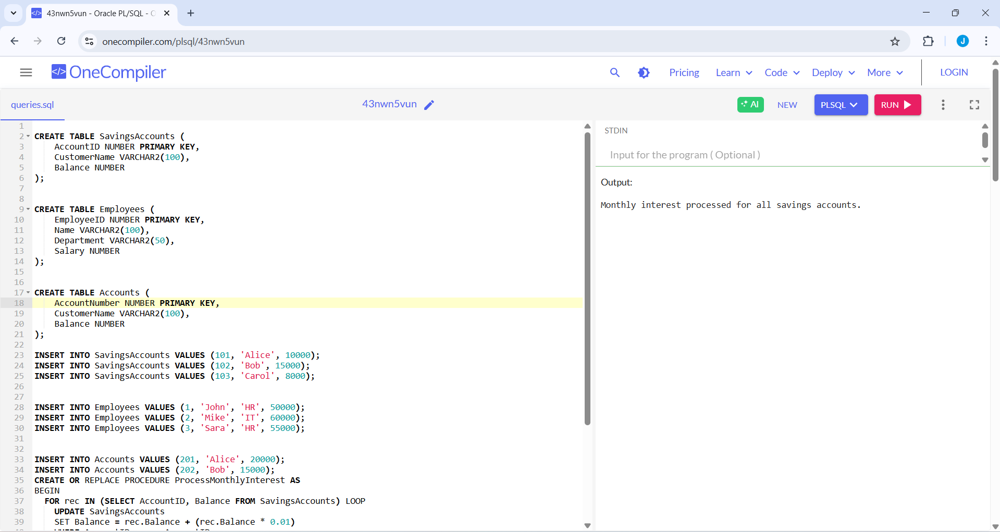 43nwn5vun - Oracle PL/SQL - O
onecompiler.com/plsql/43nwn5vun
J
</> OneCompiler
Pricing Learn Code Deploy More LOGIN
queries.sql 43nwn5vun AI NEW PLSQL RUN
1
2 CREATE TABLE SavingsAccounts (
3 AccountID NUMBER PRIMARY KEY,
4 CustomerName VARCHAR2(100),
5 Balance NUMBER
6 );
7
8
9 CREATE TABLE Employees (
10 EmployeeID NUMBER PRIMARY KEY,
11 Name VARCHAR2(100),
12 Department VARCHAR2(50),
13 Salary NUMBER
14 );
15
16
17 CREATE TABLE Accounts (
18 AccountNumber NUMBER PRIMARY KEY,
19 CustomerName VARCHAR2(100),
20 Balance NUMBER
21 );
22
23 INSERT INTO SavingsAccounts VALUES (101, 'Alice', 10000);
24 INSERT INTO SavingsAccounts VALUES (102, 'Bob', 15000);
25 INSERT INTO SavingsAccounts VALUES (103, 'Carol', 8000);
26
27
28 INSERT INTO Employees VALUES (1, 'John', 'HR', 50000);
29 INSERT INTO Employees VALUES (2, 'Mike', 'IT', 60000);
30 INSERT INTO Employees VALUES (3, 'Sara', 'HR', 55000);
31
32
33 INSERT INTO Accounts VALUES (201, 'Alice', 20000);
34 INSERT INTO Accounts VALUES (202, 'Bob', 15000);
35 CREATE OR REPLACE PROCEDURE ProcessMonthlyInterest AS
36 BEGIN
37 FOR rec IN (SELECT AccountID, Balance FROM SavingsAccounts) LOOP
38 UPDATE SavingsAccounts
39 SET Balance = rec.Balance + (rec.Balance * 0.01)
STDIN
Input for the program ( Optional )
Output:
Monthly interest processed for all savings accounts.